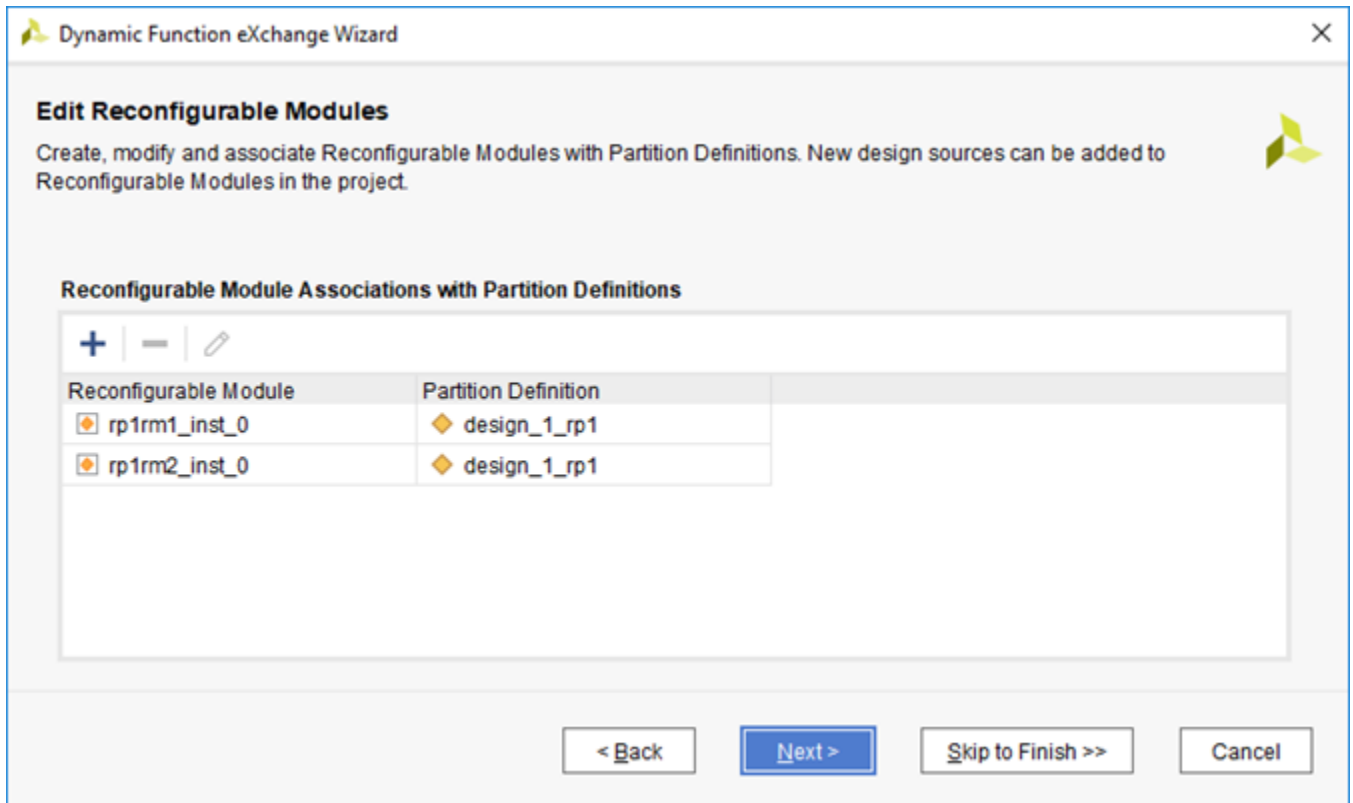 Dynamic Function eXchange Wizard
Edit Reconfigurable Modules
Create, modify and associate Reconfigurable Modules with Partition Definitions. New design sources can be added to
Reconfigurable Modules in the project.
Reconfigurable Module Associations with Partition Definitions
Reconfigurable Module Partition Definition
rp1rm1_inst_0 design_1_rp1
rp1rm2_inst_0 design_1_rp1
< Back Next > Skip to Finish >> Cancel